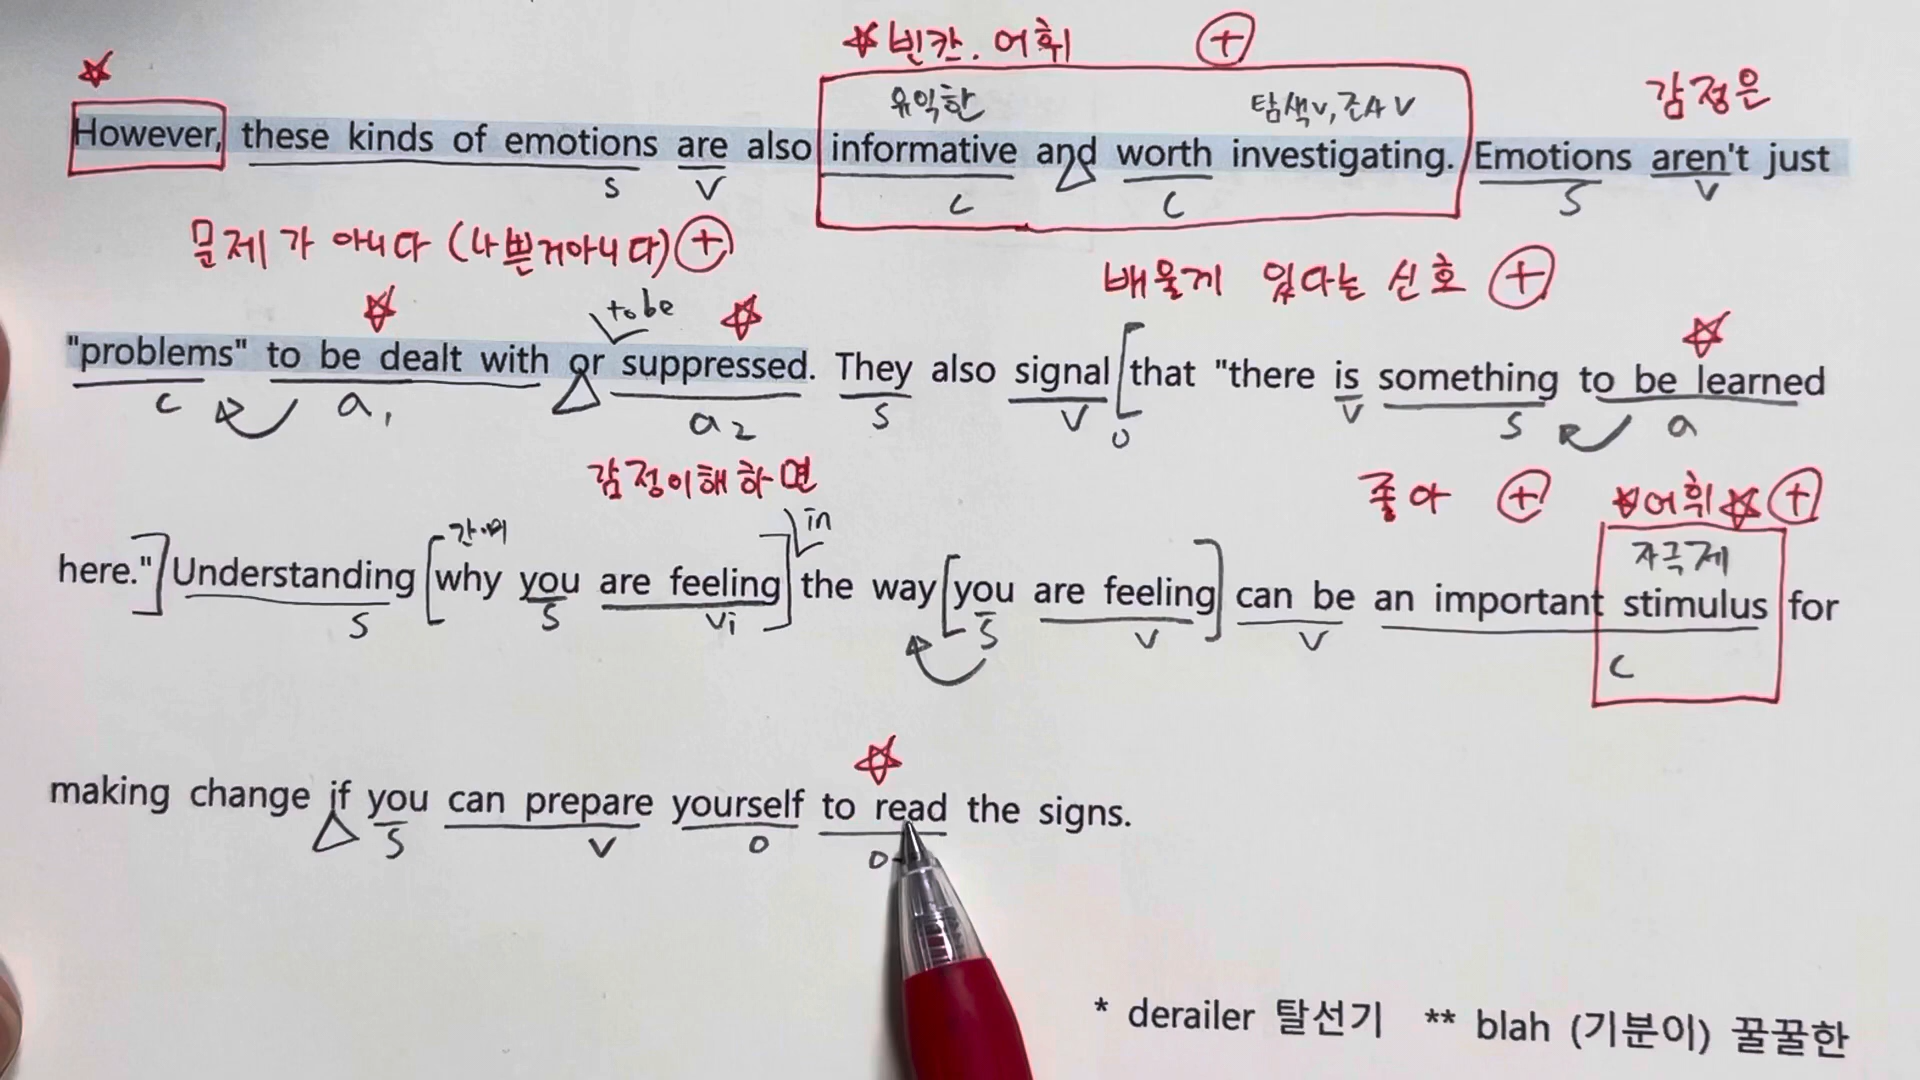 빈칸. 어휘 +
유익한 탐색v, 조사v 감정은
However, these kinds of emotions are also informative and worth investigating. Emotions aren't just
S V C C S V
문제가 아니다 (나쁜거아니다) + 배울게 있다는 신호 +
to be
"problems" to be dealt with or suppressed. They also signal that "there is something to be learned
C a1 a2 S V O V S a
감정이해하면 좋아 + 어휘 +
간·의 in 자극제
here." Understanding why you are feeling the way you are feeling can be an important stimulus for
S S Vi S V V C
making change if you can prepare yourself to read the signs.
S V O
* derailer 탈선기 ** blah (기분이) 꿀꿀한